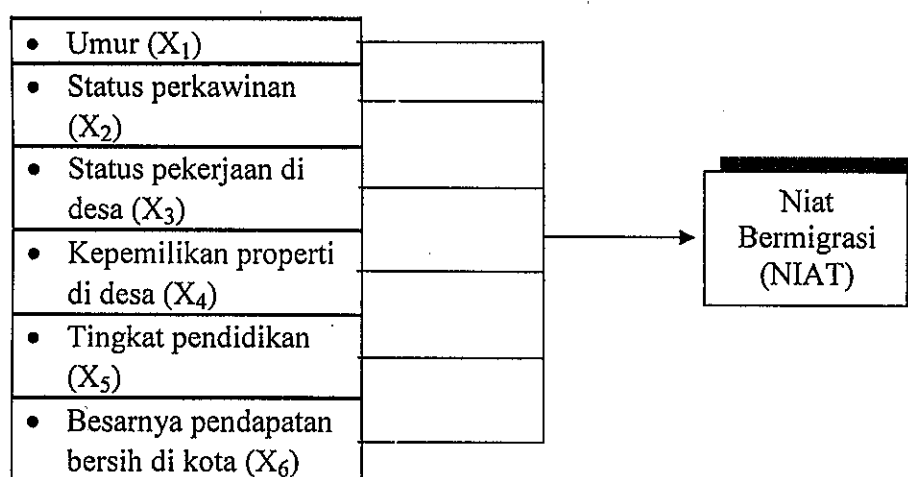 • Umur (X₁)
• Status perkawinan
(X₂)
• Status pekerjaan di
desa (X₃)
• Kepemilikan properti
di desa (X₄)
• Tingkat pendidikan
(X₅)
• Besarnya pendapatan
bersih di kota (X₆)
Niat
Bermigrasi
(NIAT)